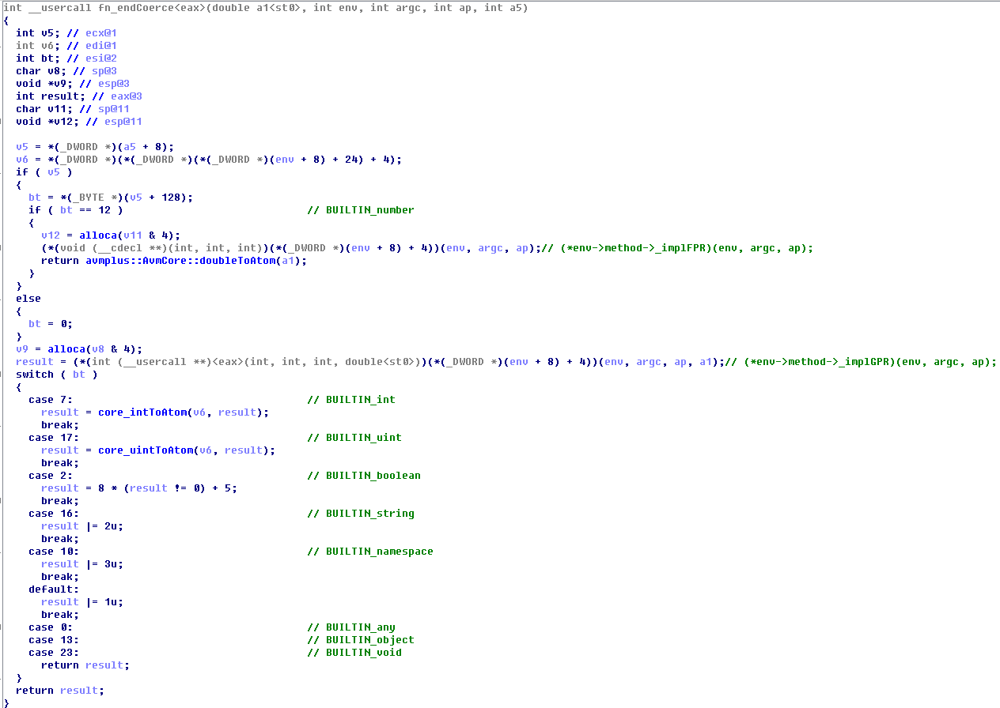 int __usercall fn_endCoerce<eax>(double a1<st0>, int env, int argc, int ap, int a5)
{
  int v5; // ecx@1
  int v6; // edi@1
  int bt; // esi@2
  char v8; // sp@3
  void *v9; // esp@3
  int result; // eax@3
  char v11; // sp@11
  void *v12; // esp@11

  v5 = *(_DWORD *)(a5 + 8);
  v6 = *(_DWORD *)(*(_DWORD *)(*(_DWORD *)(env + 8) + 24) + 4);
  if ( v5 )
  {
    bt = *(_BYTE *)(v5 + 128);
    if ( bt == 12 )                             // BUILTIN_number
    {
      v12 = alloca(v11 & 4);
      (*(void (__cdecl **)(int, int, int))(*(_DWORD *)(env + 8) + 4))(env, argc, ap);// (*env->method->_implFPR)(env, argc, ap);
      return avmplus::AvmCore::doubleToAtom(a1);
    }
  }
  else
  {
    bt = 0;
  }
  v9 = alloca(v8 & 4);
  result = (*(int (__usercall **)<eax>(int, int, int, double<st0>))(*(_DWORD *)(env + 8) + 4))(env, argc, ap, a1);// (*env->method->_implGPR)(env, argc, ap);
  switch ( bt )
  {
    case 7:                                     // BUILTIN_int
      result = core_intToAtom(v6, result);
      break;
    case 17:                                    // BUILTIN_uint
      result = core_uintToAtom(v6, result);
      break;
    case 2:                                     // BUILTIN_boolean
      result = 8 * (result != 0) + 5;
      break;
    case 16:                                    // BUILTIN_string
      result |= 2u;
      break;
    case 10:                                    // BUILTIN_namespace
      result |= 3u;
      break;
    default:
      result |= 1u;
      break;
    case 0:                                     // BUILTIN_any
    case 13:                                    // BUILTIN_object
    case 23:                                    // BUILTIN_void
      return result;
  }
  return result;
}